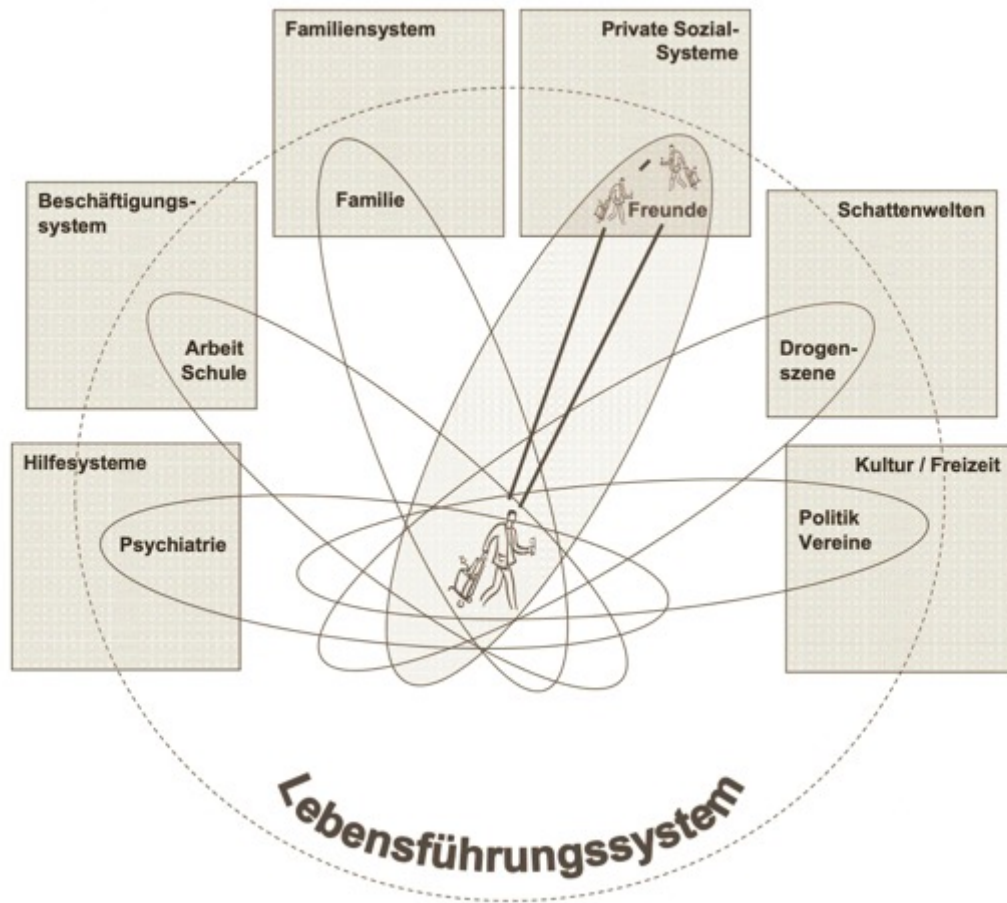 Familiensystem
Private Sozial-
Systeme
Familie
Freunde
Beschäftigungs-
system
Schattenwelten
Arbeit
Schule
Drogen-
szene
Hilfesysteme
Kultur / Freizeit
Psychiatrie
Politik
Vereine
Lebensführungssystem